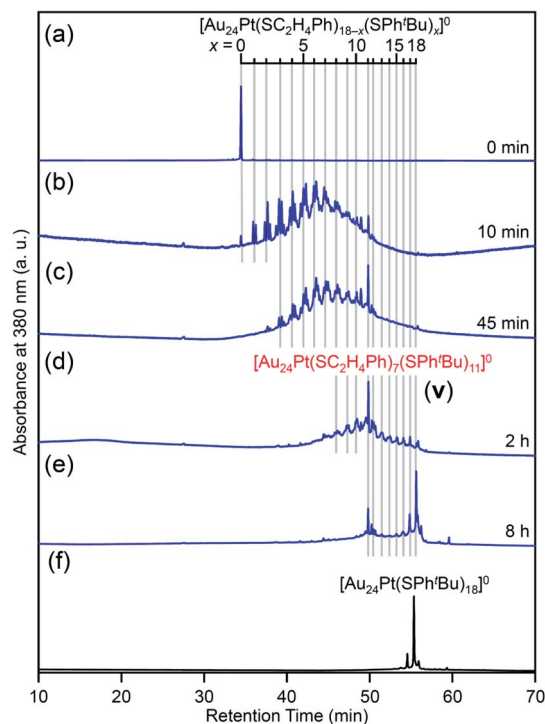 (a)
[Au₂₄Pt(SC₂H₄Ph)₁₈₋ₓ(SPhᵗBu)ₓ]⁰
x = 0 5 10 15 18
0 min
(b)
10 min
(c)
45 min
(d)
[Au₂₄Pt(SC₂H₄Ph)₇(SPhᵗBu)₁₁]⁰
(v)
2 h
(e)
8 h
(f)
[Au₂₄Pt(SPhᵗBu)₁₈]⁰
Absorbance at 380 nm (a. u.)
10 20 30 40 50 60 70
Retention Time (min)